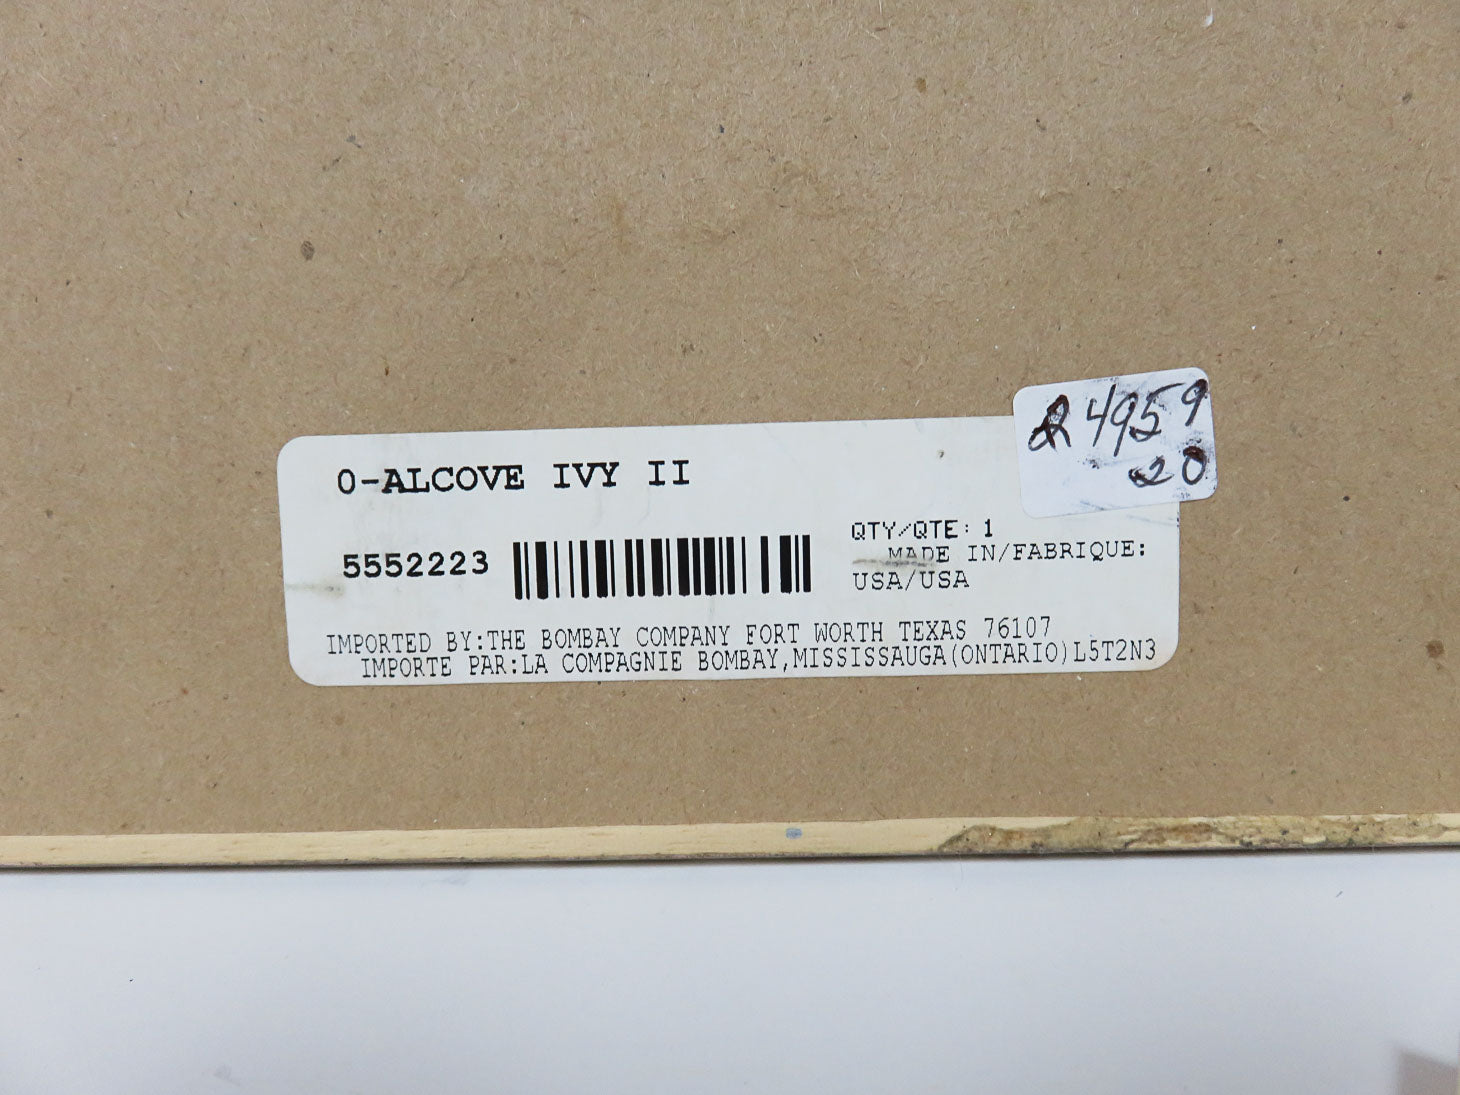 24959
20
0-ALCOVE IVY II
5552223
QTY/QTE: 1
MADE IN/FABRIQUE:
USA/USA
IMPORTED BY:THE BOMBAY COMPANY FORT WORTH TEXAS 76107
IMPORTE PAR:LA COMPAGNIE BOMBAY,MISSISSAUGA(ONTARIO)L5T2N3